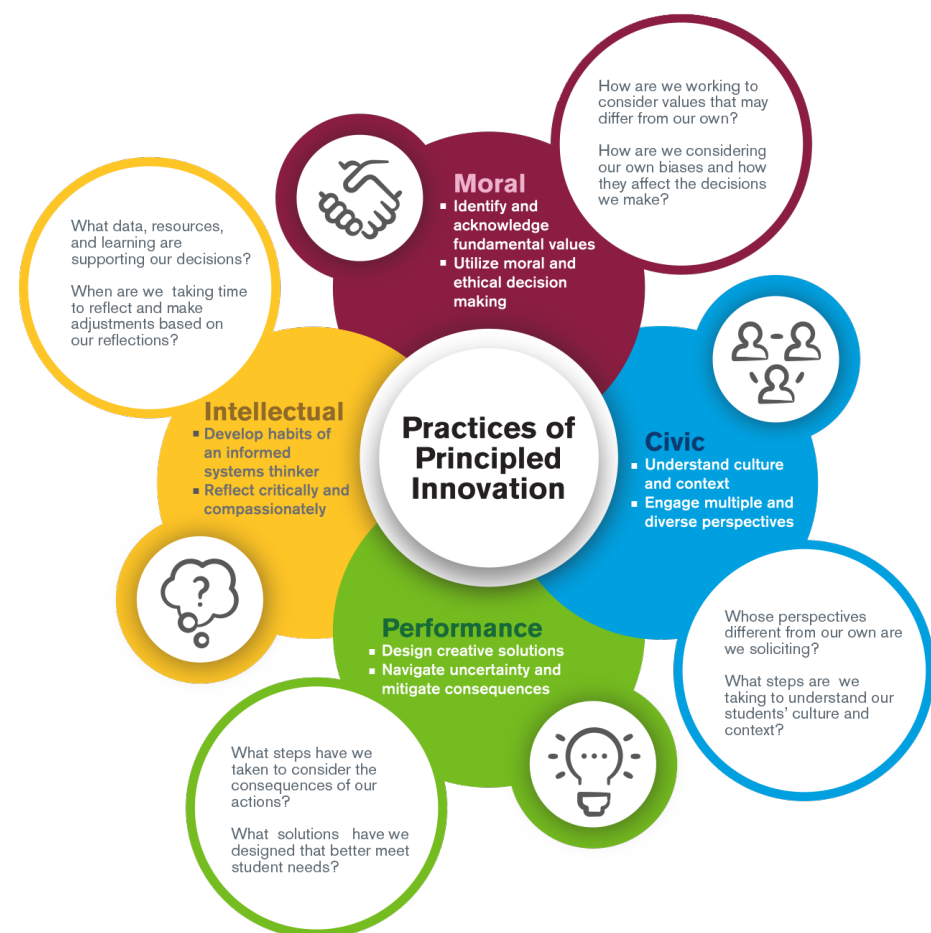 Practices of
Principled
Innovation
Moral
▪ Identify and
acknowledge
fundamental values
▪ Utilize moral and
ethical decision
making
How are we working to
consider values that may
differ from our own?
How are we considering
our own biases and how
they affect the decisions
we make?
Civic
▪ Understand culture
and context
▪ Engage multiple and
diverse perspectives
Whose perspectives
different from our own are
we soliciting?
What steps are we
taking to understand our
students’ culture and
context?
Performance
▪ Design creative solutions
▪ Navigate uncertainty and
mitigate consequences
What steps have we
taken to consider the
consequences of our
actions?
What solutions have we
designed that better meet
student needs?
Intellectual
▪ Develop habits of
an informed
systems thinker
▪ Reflect critically and
compassionately
What data, resources,
and learning are
supporting our decisions?
When are we taking time
to reflect and make
adjustments based on
our reflections?
?